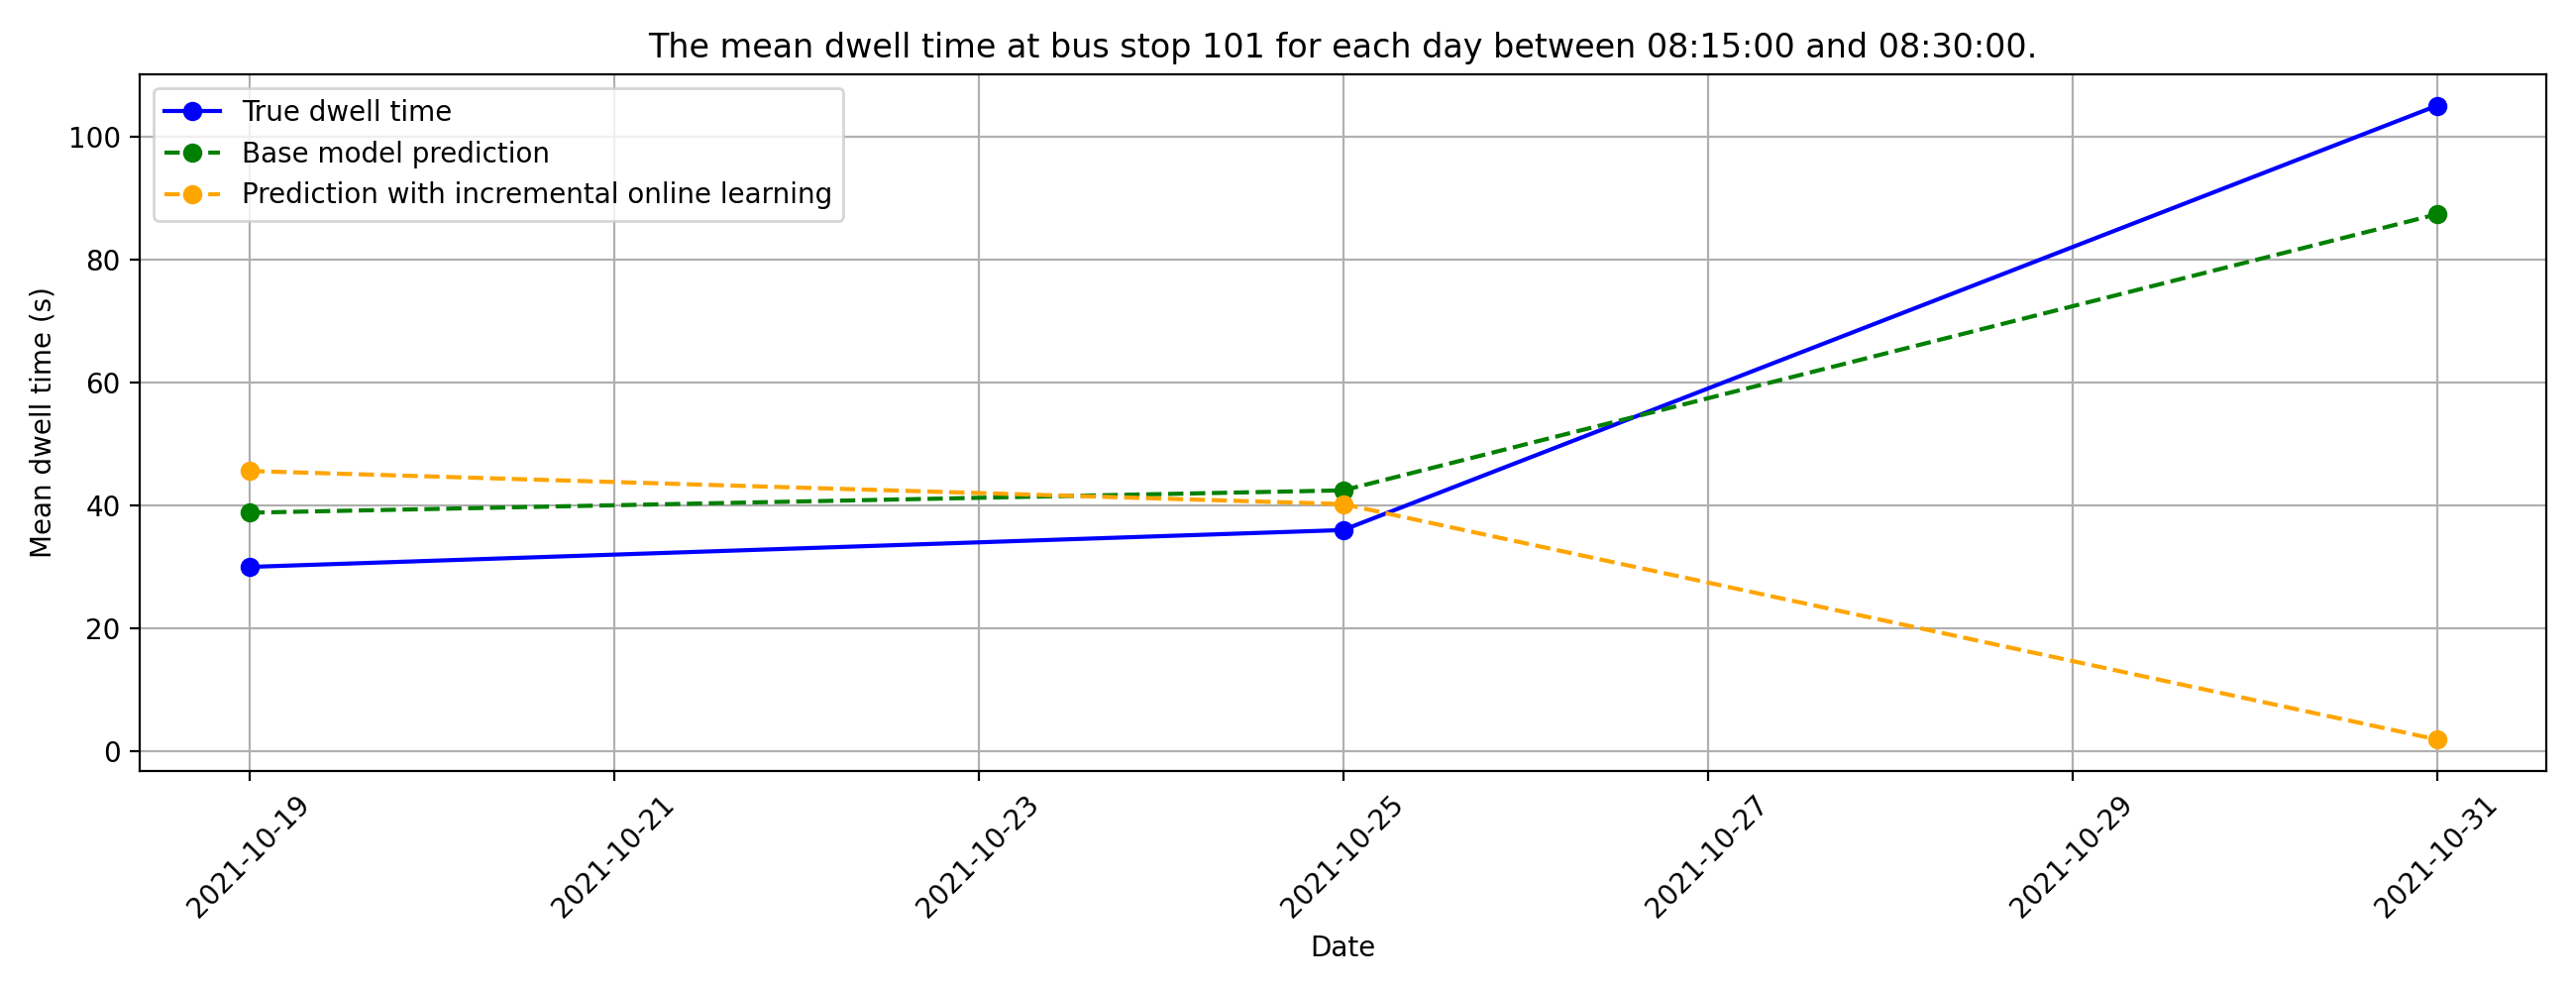 The mean dwell time at bus stop 101 for each day between 08:15:00 and 08:30:00.
True dwell time
Base model prediction
Prediction with incremental online learning
Mean dwell time (s)
100
80
60
40
20
0
2021-10-19
2021-10-21
2021-10-23
2021-10-25
2021-10-27
2021-10-29
2021-10-31
Date